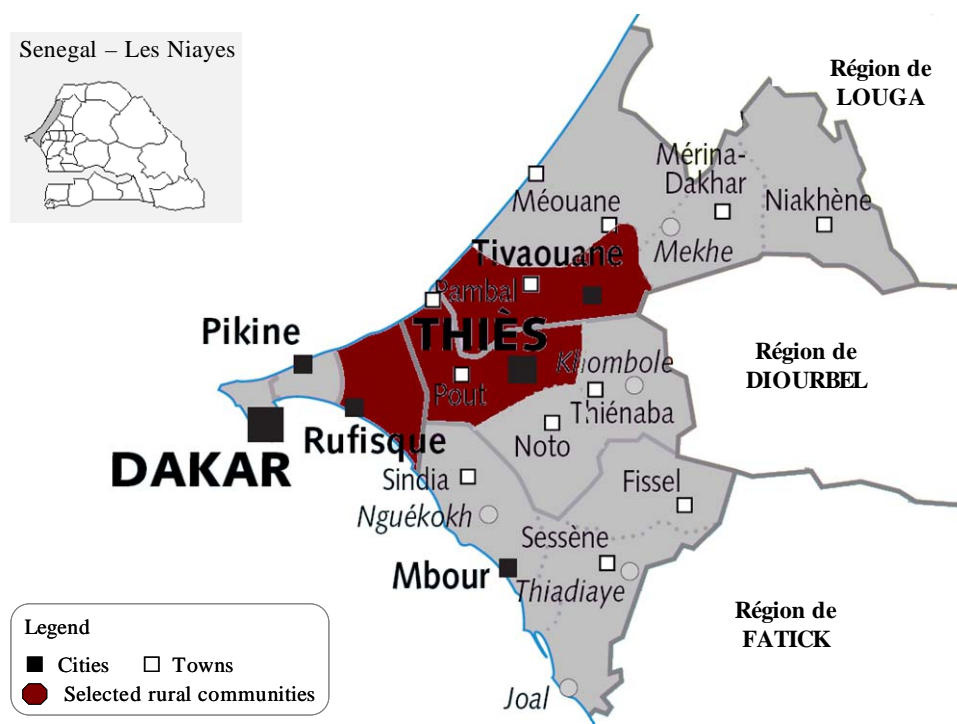 Senegal – Les Niayes
Région de
LOUGA
Mérina-
Dakhar
Méouane
Niakhène
Mekhe
Tivaouane
Pambal
THIÈS
Pikine
Khombole
Région de
DIOURBEL
Pout
Thiénaba
Rufisque
Noto
DAKAR
Sindia
Fissel
Nguékokh
Sessène
Mbour
Thiadiaye
Région de
FATICK
Joal
Legend
Cities
Towns
Selected rural communities